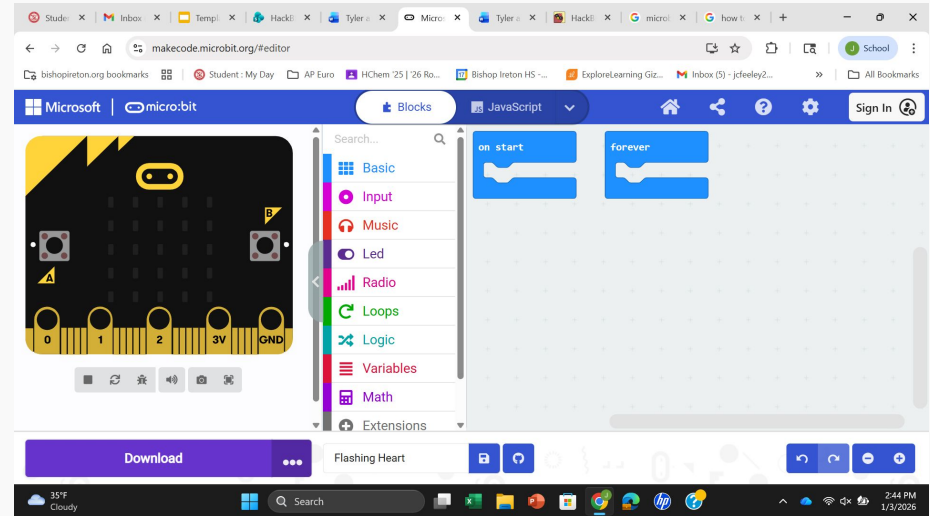 Studer
Inbox
Templ
HackB
Tyler a
Micros
Tyler a
HackB
microl
how t
makecode.microbit.org/#editor
School
bishopireton.org bookmarks
Student : My Day
AP Euro
HChem '25 | '26 Ro...
Bishop Ireton HS -...
ExploreLearning Giz...
Inbox (5) - jcfeeley2...
»
All Bookmarks
Microsoft | micro:bit
Blocks
JavaScript
Sign In
Search...
Basic
Input
Music
Led
Radio
Loops
Logic
Variables
Math
Extensions
on start
forever
B
A
0 1 2 3V GND
Download
Flashing Heart
35°F
Cloudy
Search
2:44 PM
1/3/2026